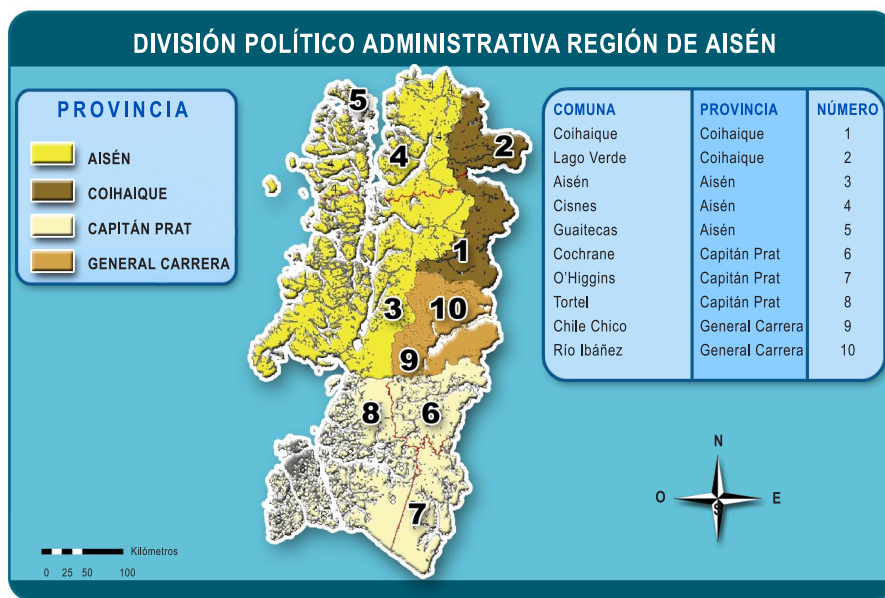 DIVISIÓN POLÍTICO ADMINISTRATIVA REGIÓN DE AISÉN
PROVINCIA
AISÉN
COIHAIQUE
CAPITÁN PRAT
GENERAL CARRERA
COMUNA PROVINCIA NÚMERO
Coihaique Coihaique 1
Lago Verde Coihaique 2
Aisén Aisén 3
Cisnes Aisén 4
Guaitecas Aisén 5
Cochrane Capitán Prat 6
O'Higgins Capitán Prat 7
Tortel Capitán Prat 8
Chile Chico General Carrera 9
Río Ibáñez General Carrera 10
5
4
2
1
3
10
9
8
6
7
N
O
E
S
Kilómetros
0 25 50 100